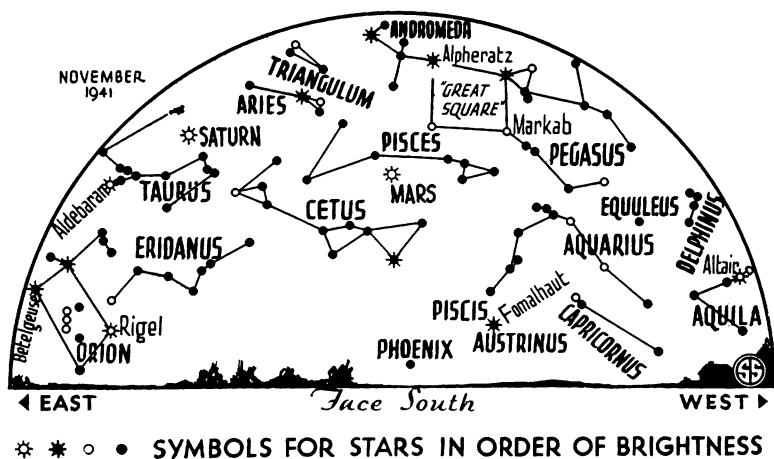 ANDROMEDA
Alpheratz
NOVEMBER
1941
TRIANGULUM
ARIES
"GREAT
SQUARE"
SATURN
PISCES
Markab
PEGASUS
MARS
Aldebaran
TAURUS
CETUS
EQUULEUS
DELPHINUS
ERIDANUS
AQUARIUS
Altair
Betelgeuse
Rigel
ORION
PISCIS
Fomalhaut
AUSTRINUS
CAPRICORNUS
AQUILA
PHOENIX
SS
◀ EAST
Face South
WEST ▶
SYMBOLS FOR STARS IN ORDER OF BRIGHTNESS